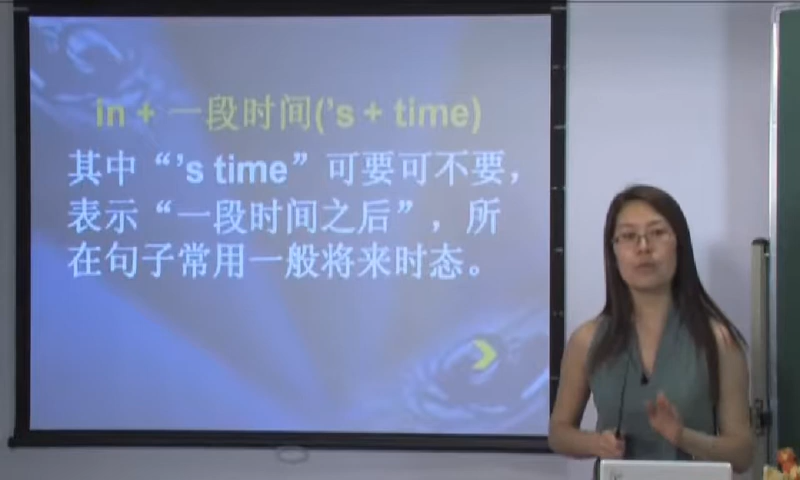 in + 一段时间('s + time)
其中“'s time”可要可不要，
表示“一段时间之后”，所
在句子常用一般将来时态。